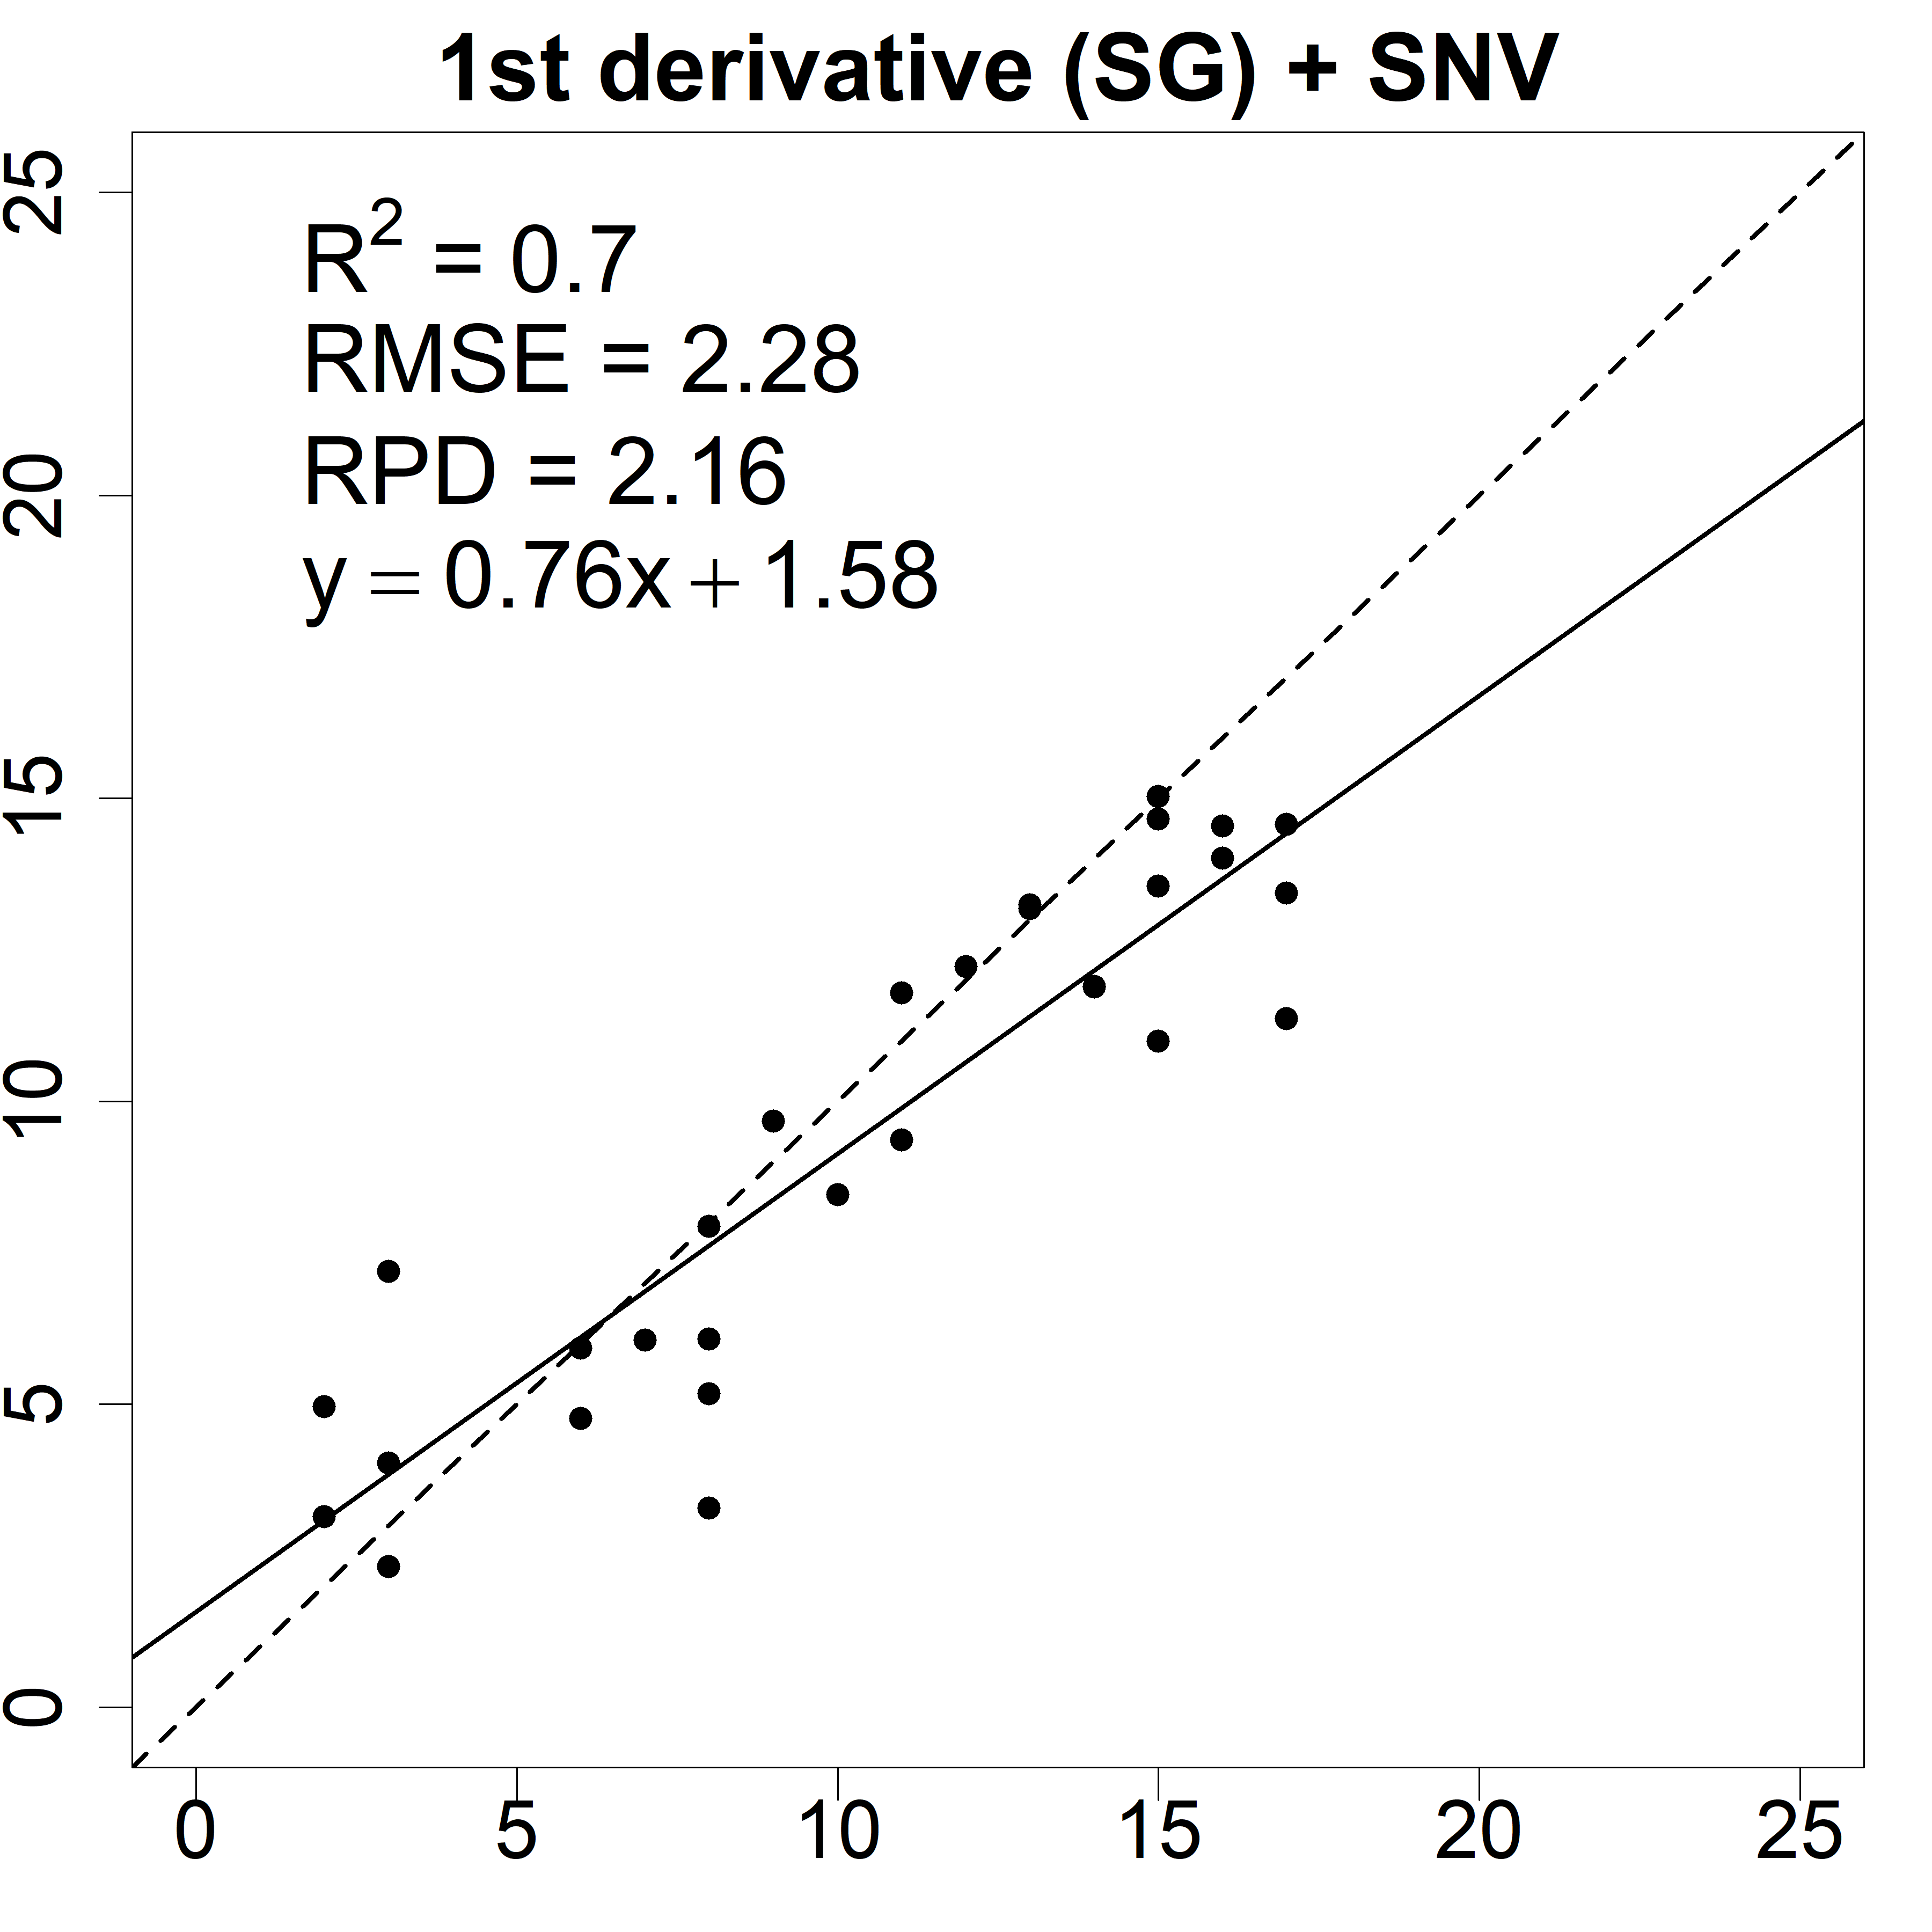 1st derivative (SG) + SNV
R² = 0.7
RMSE = 2.28
RPD = 2.16
y = 0.76x + 1.58
25
20
15
10
5
0
0 5 10 15 20 25